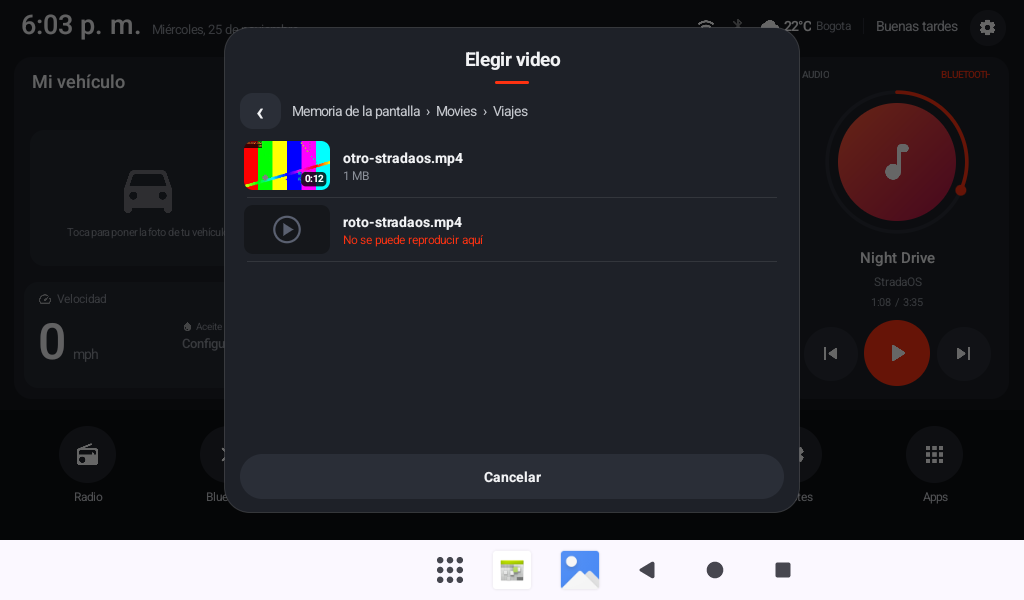 6:03 p. m.
Miércoles, 25 de noviembre
22°C Bogota
Buenas tardes
Elegir video
‹ Memoria de la pantalla › Movies › Viajes
Mi vehículo
AUDIO
BLUETOOTH
0:12
otro-stradaos.mp4
1 MB
roto-stradaos.mp4
No se puede reproducir aquí
Toca para poner la foto de tu vehícul
Night Drive
StradaOS
1:08 / 3:35
Velocidad
0 mph
Aceite
Configu
Cancelar
Radio
Blue
tes
Apps